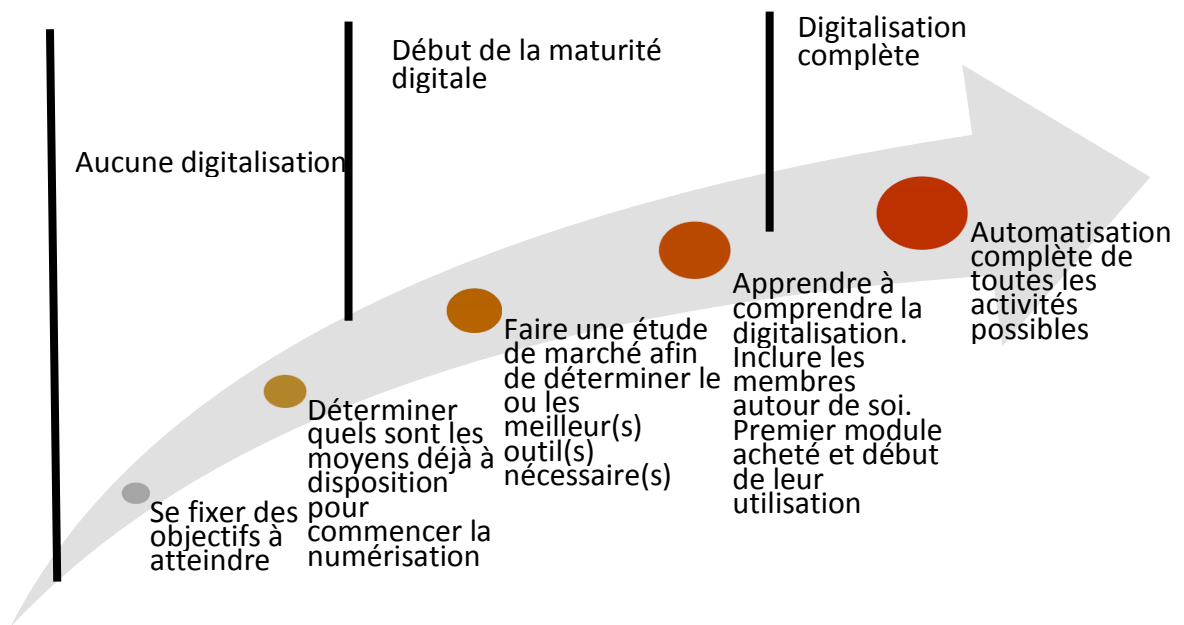 Aucune digitalisation
Début de la maturité
digitale
Digitalisation
complète
Se fixer des
objectifs à
atteindre
Déterminer
quels sont les
moyens déjà à
disposition
pour
commencer la
numérisation
Faire une étude
de marché afin
de déterminer le
ou les
meilleur(s)
outil(s)
nécessaire(s)
Apprendre à
comprendre la
digitalisation.
Inclure les
membres
autour de soi.
Premier module
acheté et début
de leur
utilisation
Automatisation
complète de
toutes les
activités
possibles